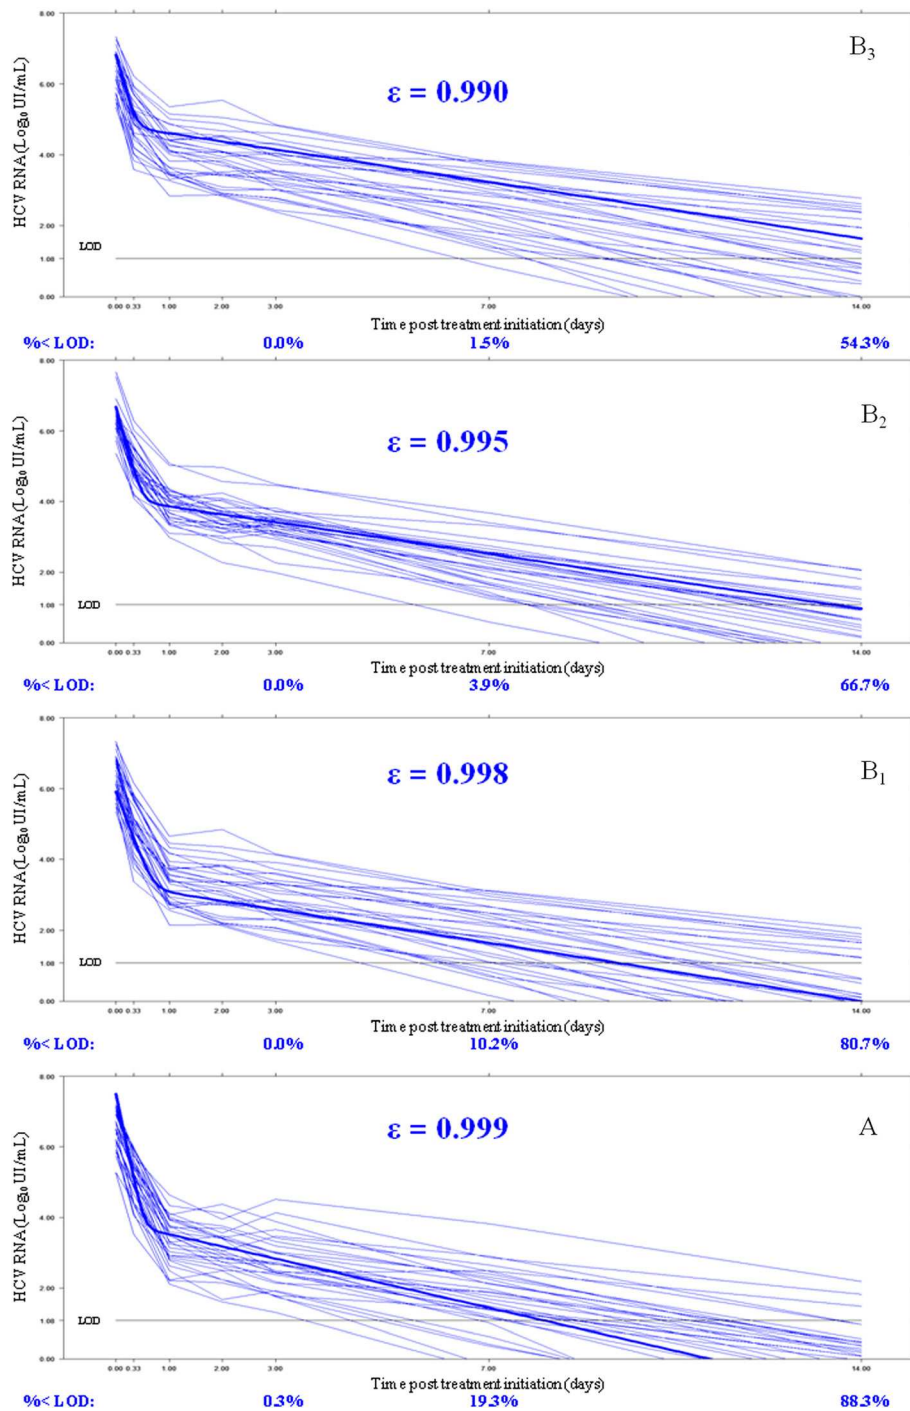 8.00
B3
ε = 0.990
6.00
HCV RNA (Log10 UI/mL)
4.00
2.00
LOD
1.08
0.00
0.00 0.33 1.00 2.00 3.00 7.00 14.00
Time post treatment initiation (days)
%< LOD: 0.0% 1.5% 54.3%
8.00
B2
ε = 0.995
6.00
HCV RNA (Log10 UI/mL)
4.00
2.00
LOD
1.08
0.00
0.00 0.33 1.00 2.00 3.00 7.00 14.00
Time post treatment initiation (days)
%< LOD: 0.0% 3.9% 66.7%
8.00
B1
ε = 0.998
6.00
HCV RNA (Log10 UI/mL)
4.00
2.00
LOD
1.08
0.00
0.00 0.33 1.00 2.00 3.00 7.00 14.00
Time post treatment initiation (days)
%< LOD: 0.0% 10.2% 80.7%
8.00
A
ε = 0.999
6.00
HCV RNA (Log10 UI/mL)
4.00
2.00
LOD
1.08
0.00
0.00 0.33 1.00 2.00 3.00 7.00 14.00
Time post treatment initiation (days)
%< LOD: 0.3% 19.3% 88.3%